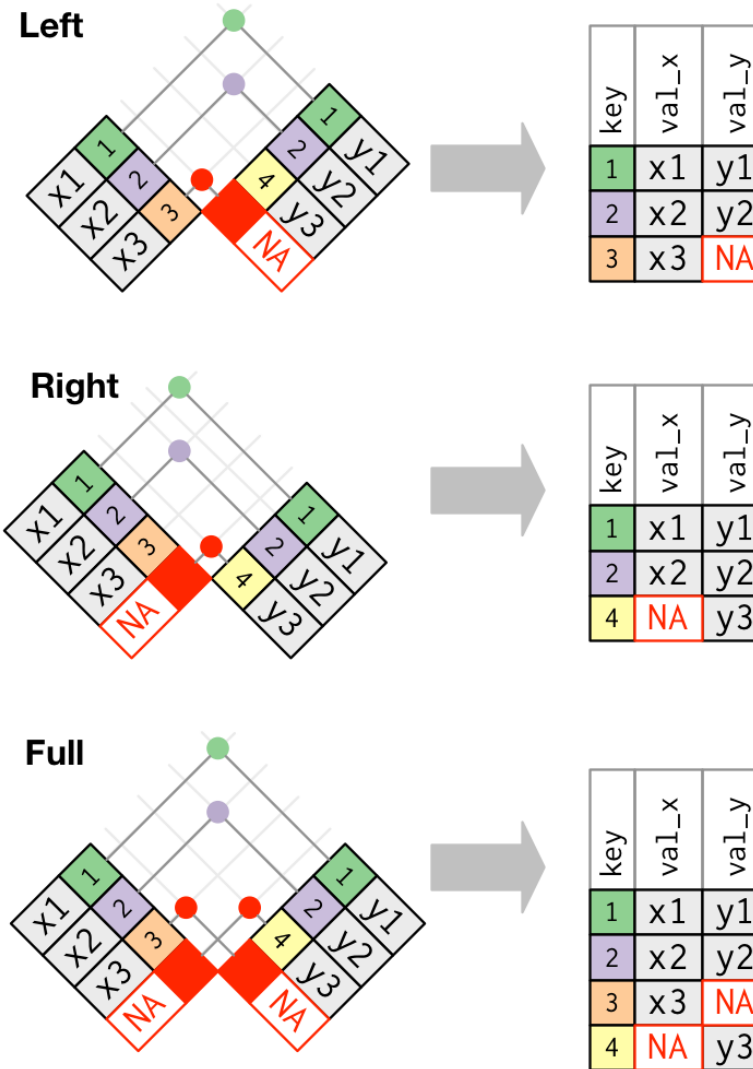 Left
1 2 3
x1 x2 x3
1 2 4
y1 y2 y3
NA
key val_x val_y
1 x1 y1
2 x2 y2
3 x3 NA
Right
1 2 3
x1 x2 x3
NA
1 2 4
y1 y2 y3
key val_x val_y
1 x1 y1
2 x2 y2
4 NA y3
Full
1 2 3
x1 x2 x3
NA
1 2 4
y1 y2 y3
NA
key val_x val_y
1 x1 y1
2 x2 y2
3 x3 NA
4 NA y3